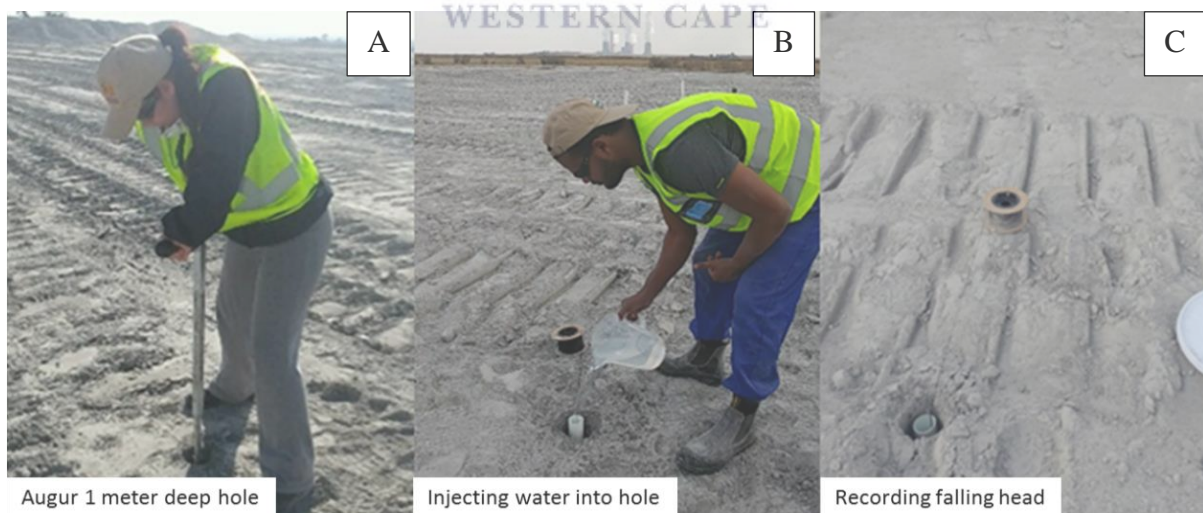 WESTERN CAPE
A
B
C
Augur 1 meter deep hole
Injecting water into hole
Recording falling head